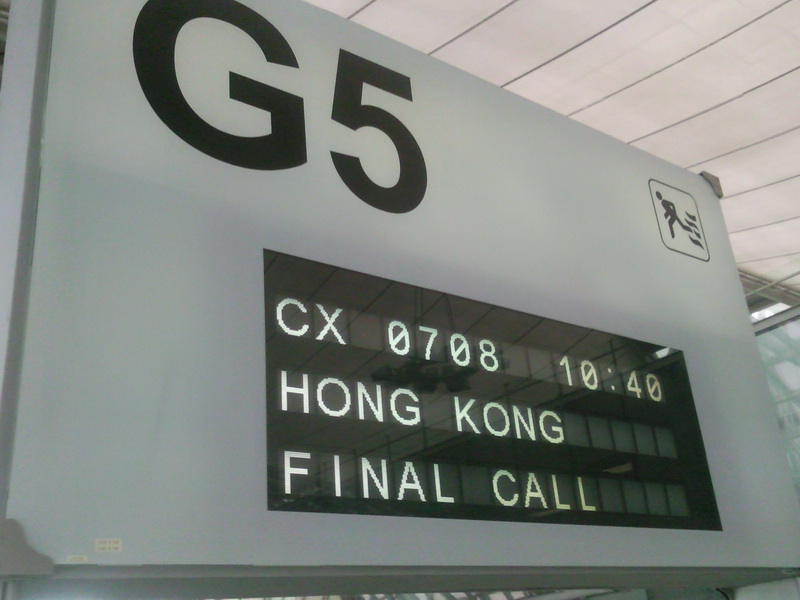 G5
CX 0708 10:40
HONG KONG
FINAL CALL